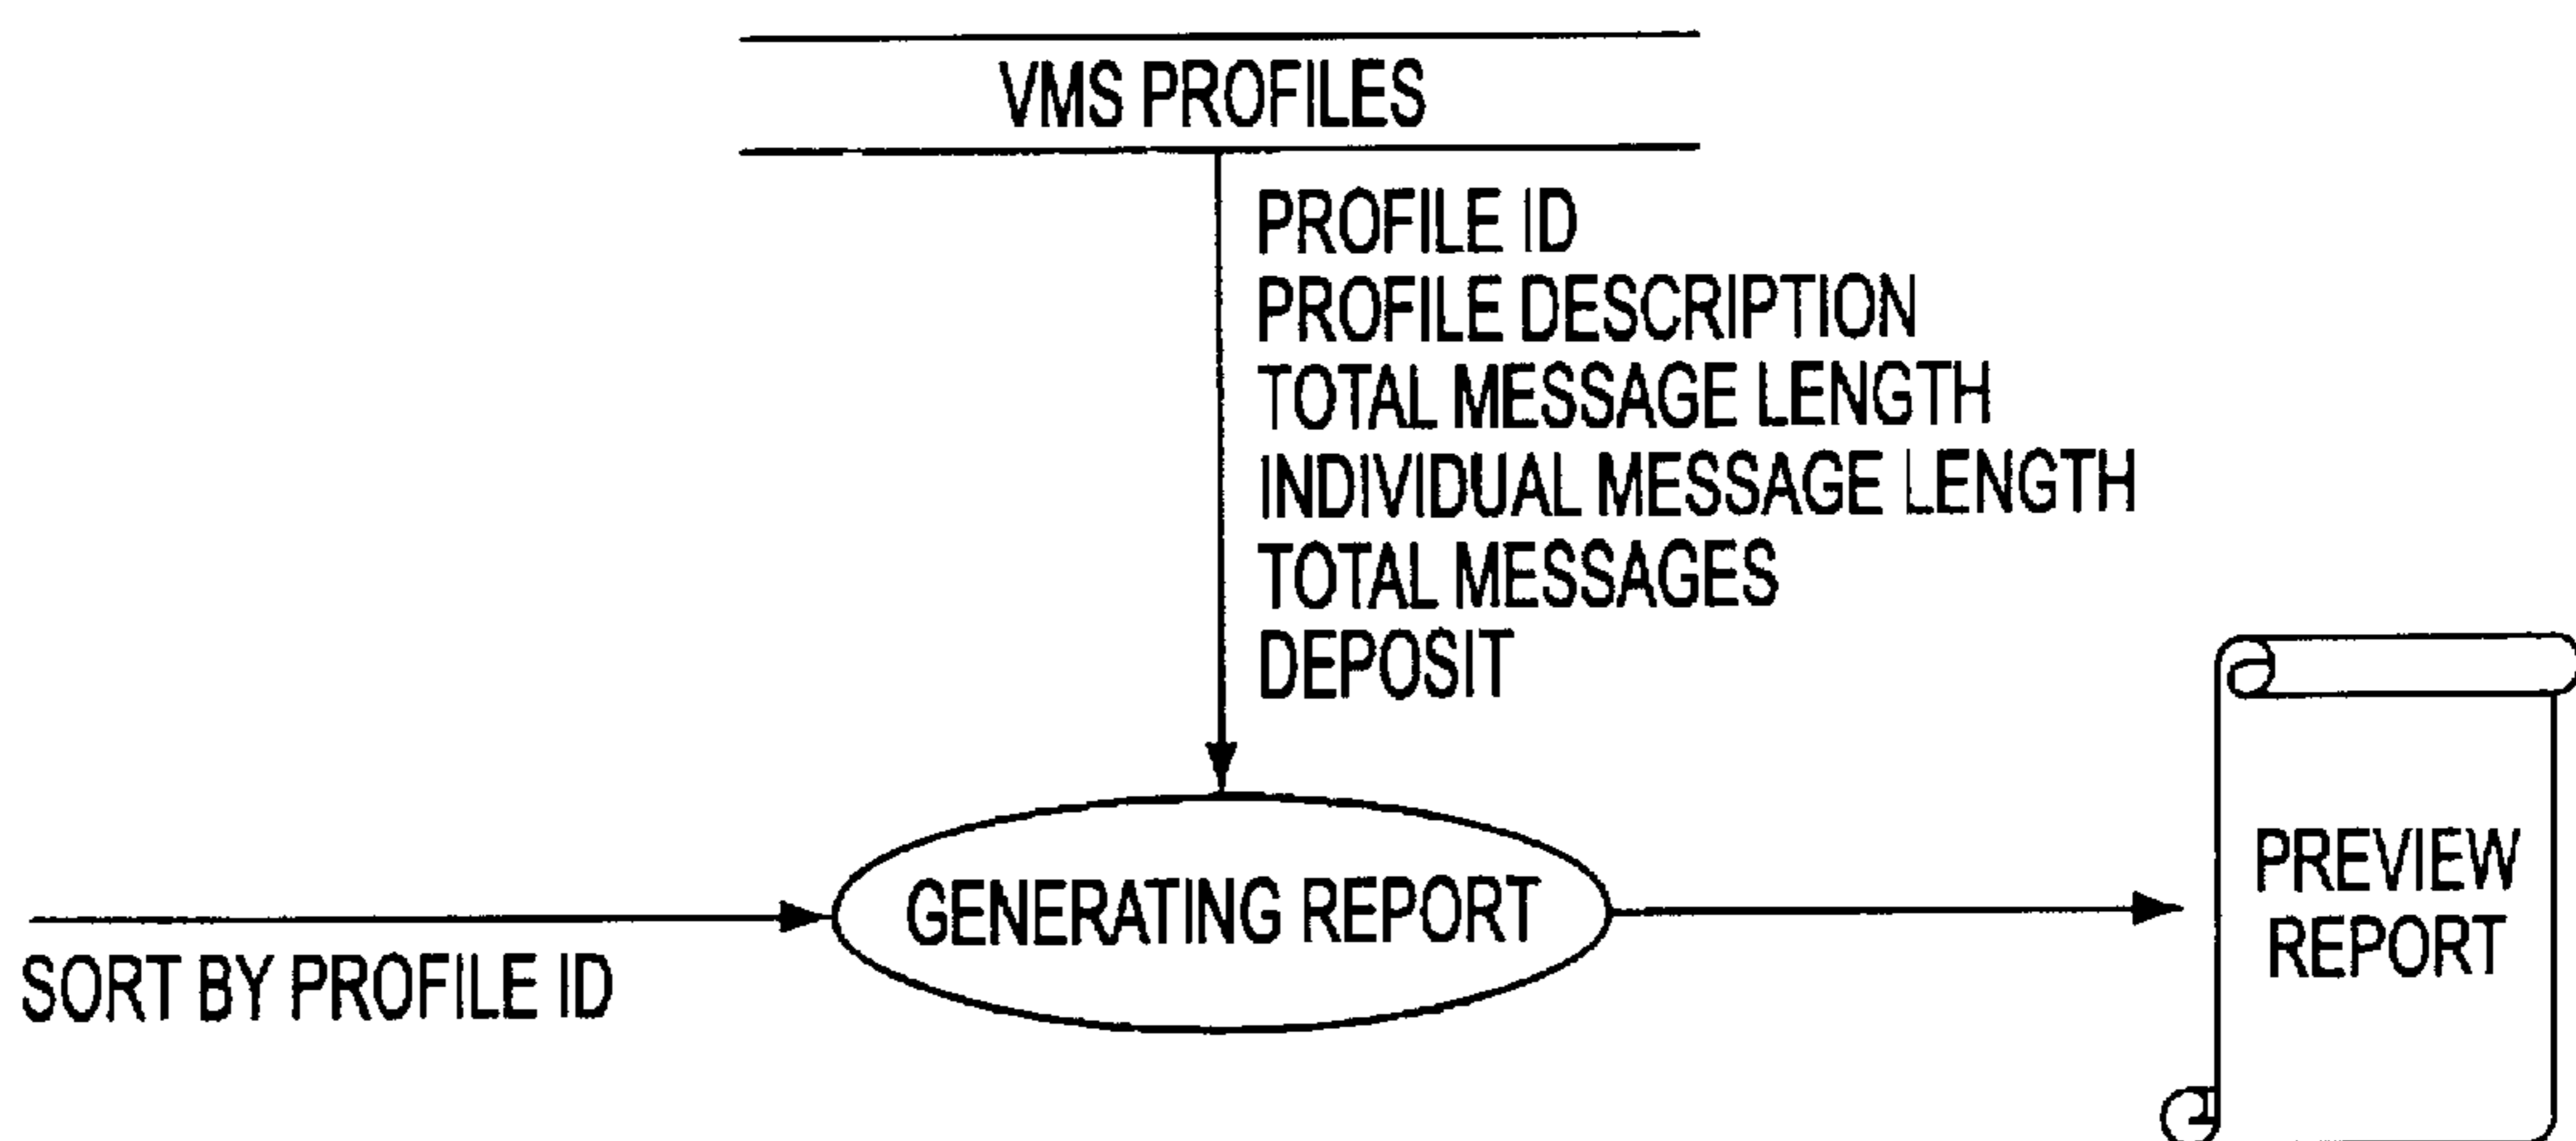 VMS PROFILES
PROFILE ID
PROFILE DESCRIPTION
TOTAL MESSAGE LENGTH
INDIVIDUAL MESSAGE LENGTH
TOTAL MESSAGES
DEPOSIT
SORT BY PROFILE ID
GENERATING REPORT
PREVIEW
REPORT